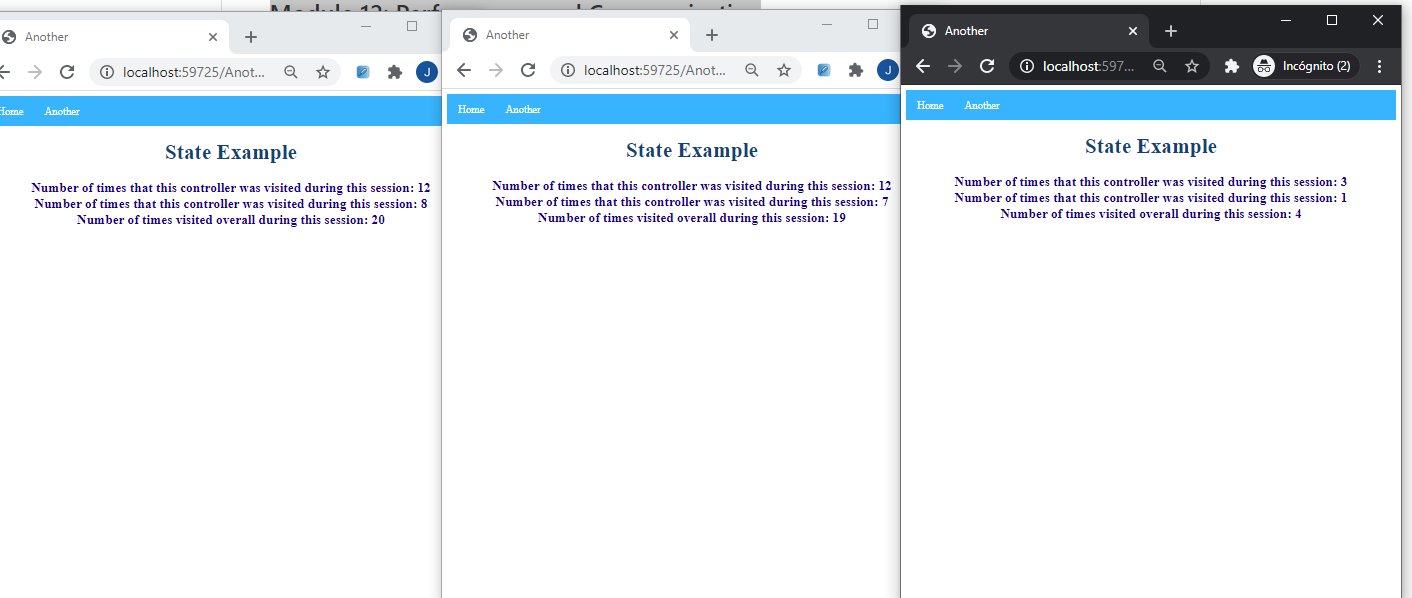 Another
localhost:59725/Anot...
J
Home Another
State Example
Number of times that this controller was visited during this session: 12
Number of times that this controller was visited during this session: 8
Number of times visited overall during this session: 20
Another
localhost:59725/Anot...
J
Home Another
State Example
Number of times that this controller was visited during this session: 12
Number of times that this controller was visited during this session: 7
Number of times visited overall during this session: 19
Another
localhost:597...
Incógnito (2)
Home Another
State Example
Number of times that this controller was visited during this session: 3
Number of times that this controller was visited during this session: 1
Number of times visited overall during this session: 4